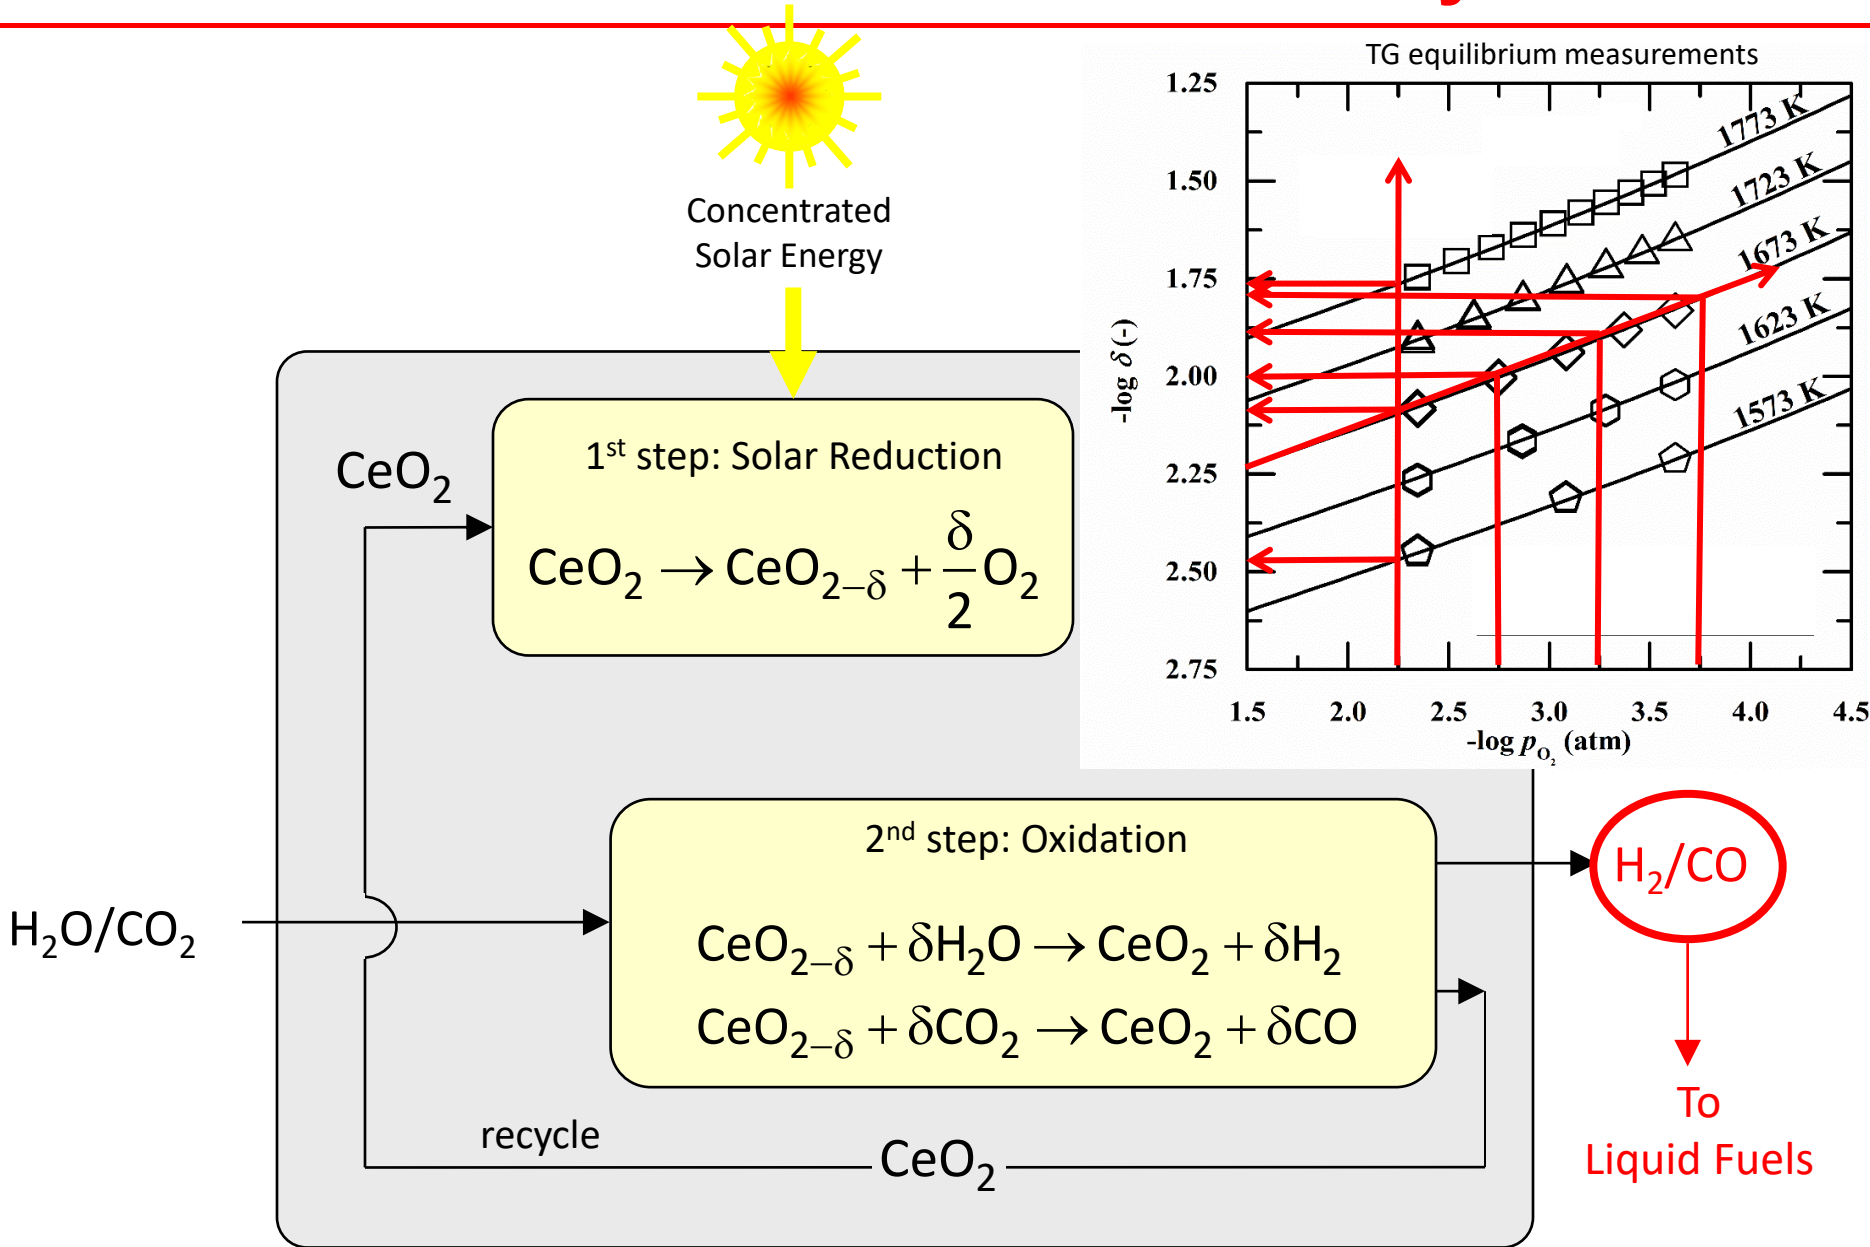 TG equilibrium measurements
1.25
1.50
1.75
2.00
2.25
2.50
2.75
-log δ (-)
1773 K
1723 K
1673 K
1623 K
1573 K
1.5 2.0 2.5 3.0 3.5 4.0 4.5
-log p_O₂ (atm)
Concentrated
Solar Energy
CeO₂
1st step: Solar Reduction
CeO₂ → CeO₂₋δ + δ/2 O₂
H₂O/CO₂
2nd step: Oxidation
CeO₂₋δ + δH₂O → CeO₂ + δH₂
CeO₂₋δ + δCO₂ → CeO₂ + δCO
H₂/CO
To
Liquid Fuels
recycle
CeO₂